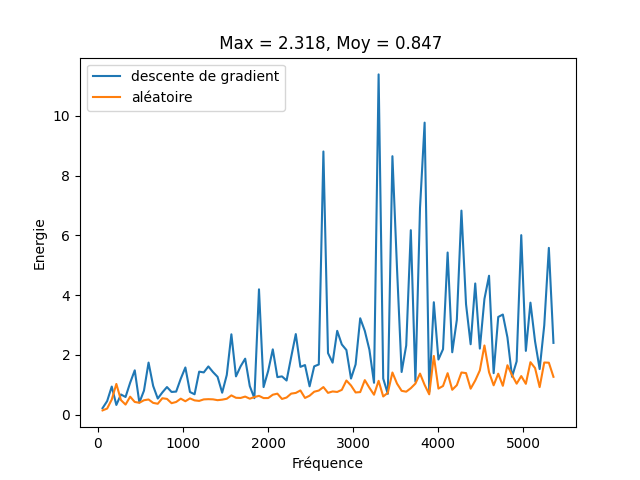 Max = 2.318, Moy = 0.847
descente de gradient
aléatoire
Energie
10
8
6
4
2
0
0 1000 2000 3000 4000 5000
Fréquence